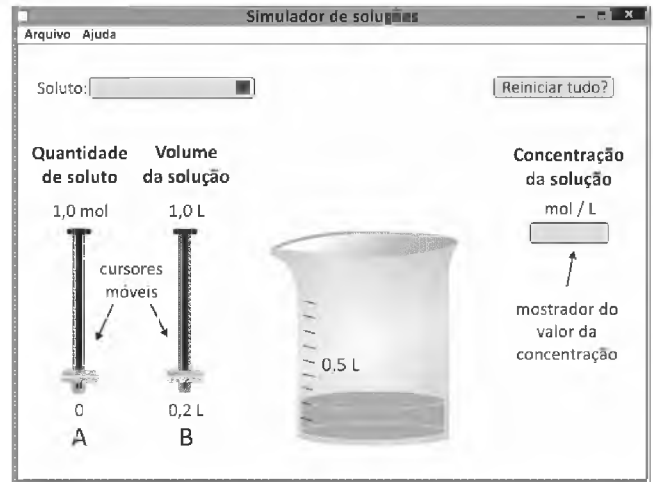 Simulador de soluções
Arquivo Ajuda
Soluto:
Reiniciar tudo?
Quantidade de soluto
Volume da solução
1,0 mol
1,0 L
cursores móveis
0
0,2 L
A
B
0,5 L
Concentração da solução
mol / L
mostrador do valor da concentração